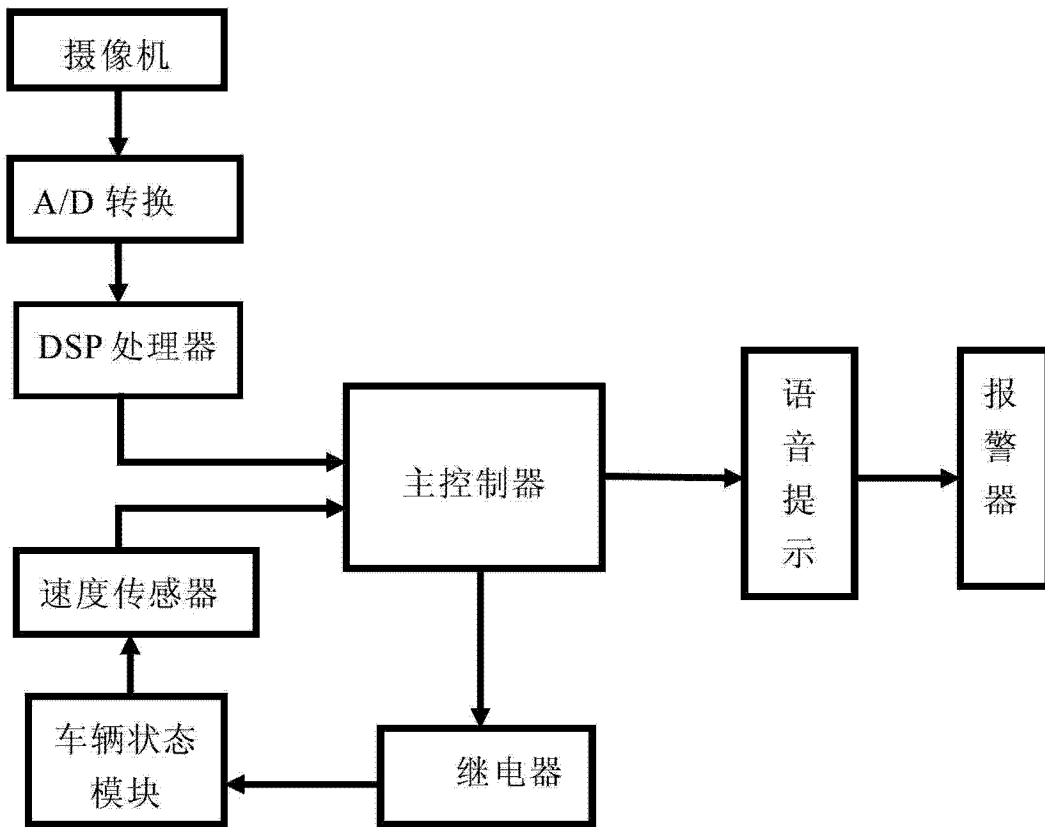 摄像机
A/D 转换
DSP 处理器
主控制器
语音提示
报警器
速度传感器
车辆状态
模块
继电器